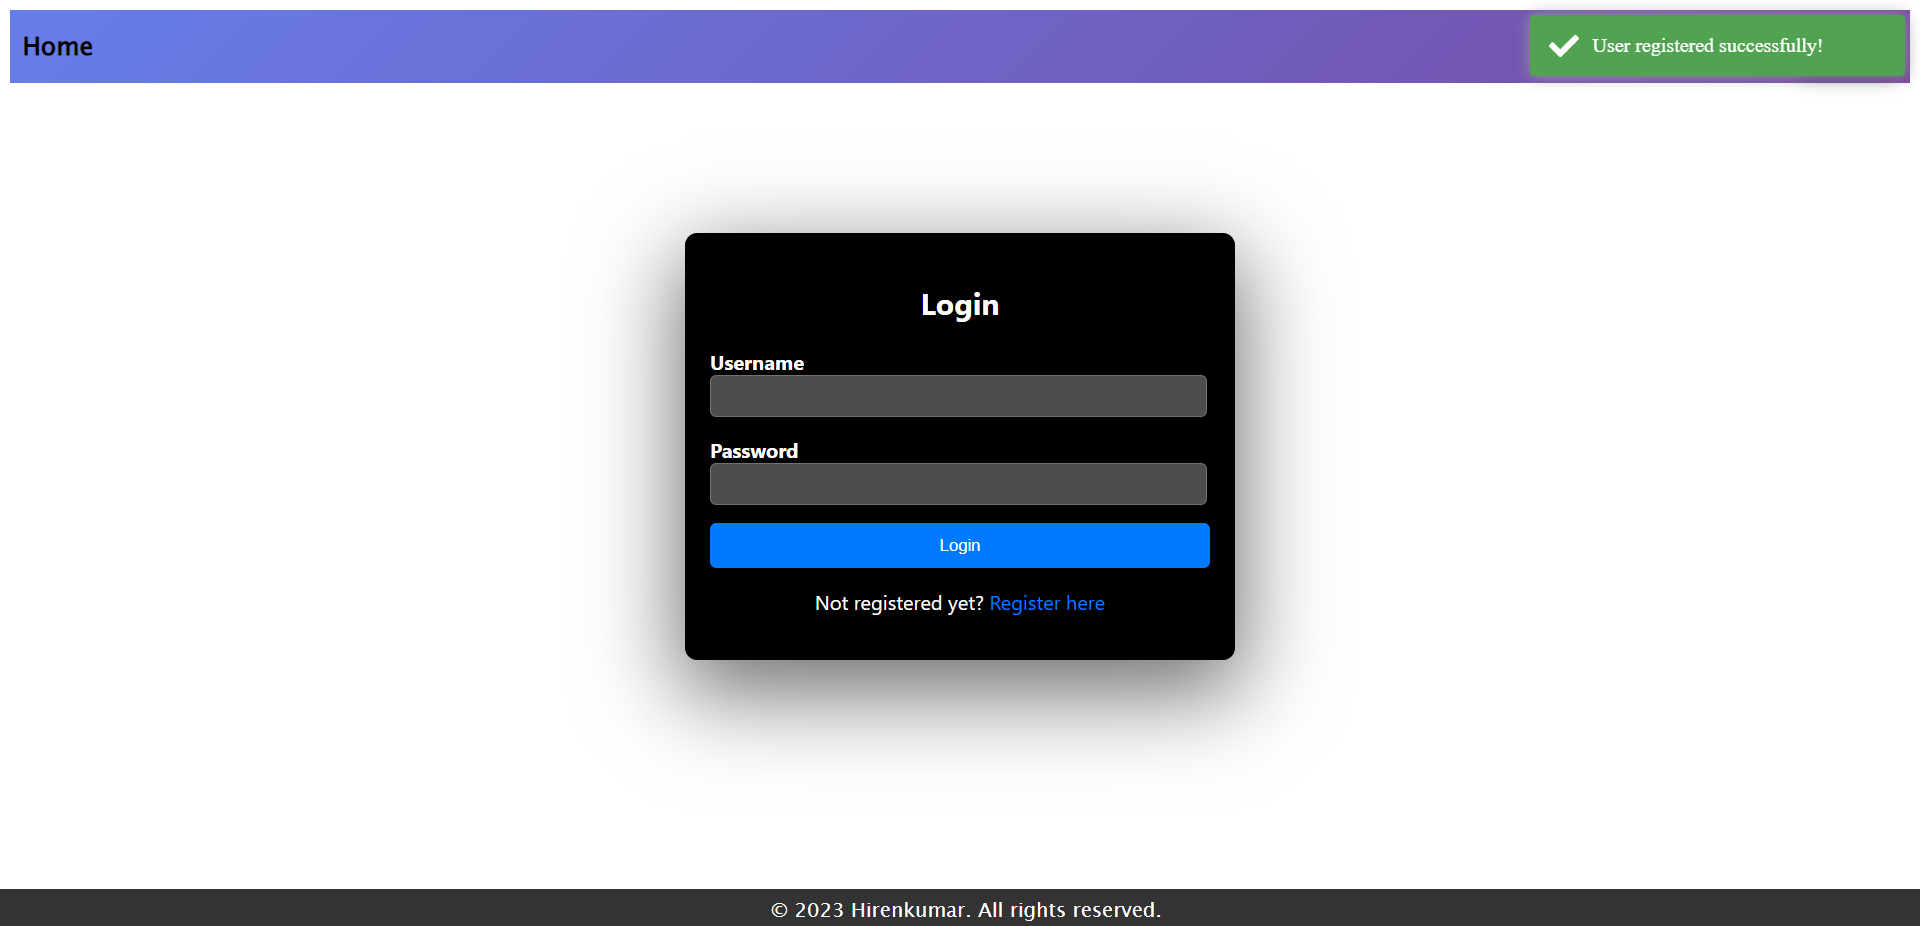 Home
User registered successfully!
Login
Username
Password
Login
Not registered yet? Register here
© 2023 Hirenkumar. All rights reserved.